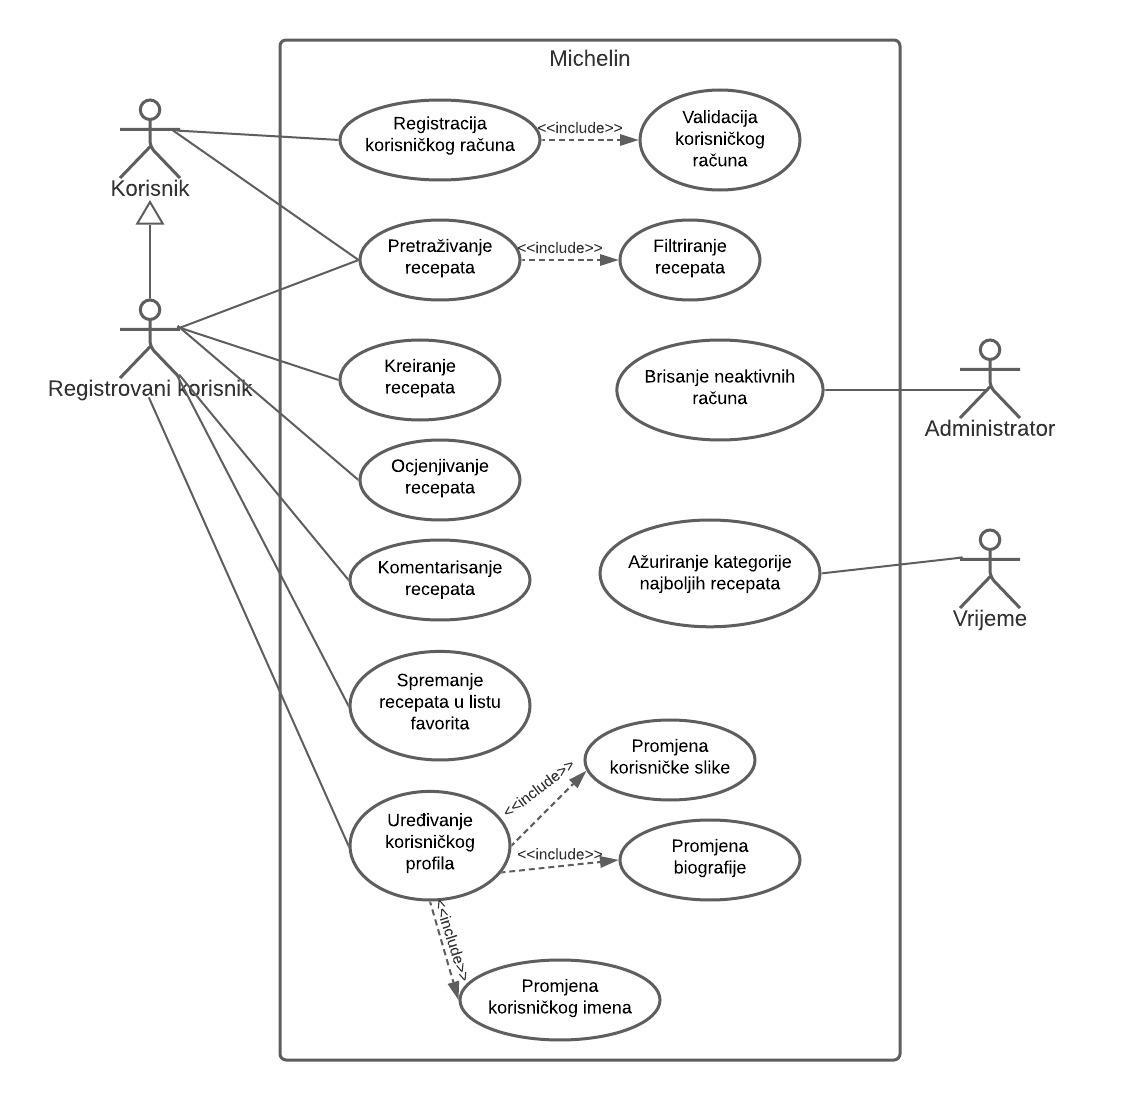 Michelin
Korisnik
Registracija
korisničkog računa
<<include>>
Validacija
korisničkog
računa
Pretraživanje
recepata
<<include>>
Filtriranje
recepata
Registrovani korisnik
Kreiranje
recepata
Brisanje neaktivnih
računa
Administrator
Ocjenjivanje
recepata
Komentarisanje
recepata
Ažuriranje kategorije
najboljih recepata
Vrijeme
Spremanje
recepata u listu
favorita
Uređivanje
korisničkog
profila
<<include>>
Promjena
korisničke slike
<<include>>
Promjena
biografije
<<include>>
Promjena
korisničkog imena